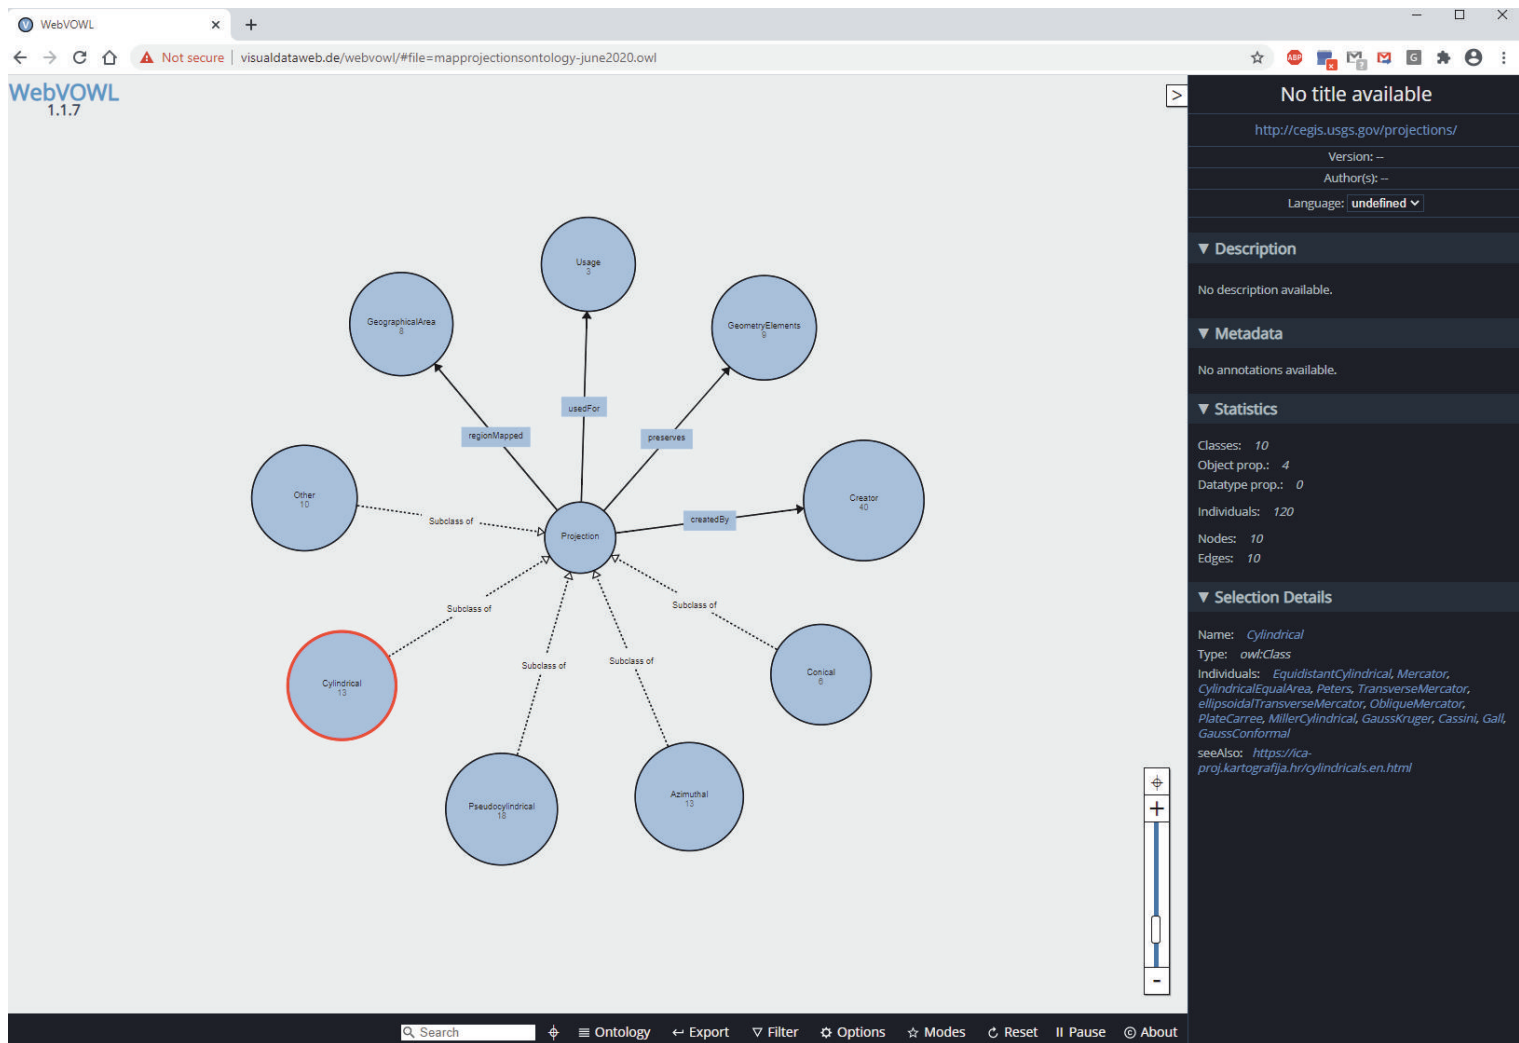 WebVOWL
Not secure | visualdataweb.de/webvowl/#file=mapprojectionsontology-june2020.owl
ABP
x
?
G
WebVOWL
1.1.7
>
Usage
3
GeographicalArea
8
GeometryElements
9
usedFor
regionMapped
preserves
Other
10
Creator
40
Subclass of
createdBy
Projection
Subclass of
Subclass of
Subclass of
Subclass of
Conical
6
Cylindrical
13
Azimuthal
13
Pseudocylindrical
18
+
-
No title available
http://cegis.usgs.gov/projections/
Version: --
Author(s): --
Language: undefined
▼ Description
No description available.
▼ Metadata
No annotations available.
▼ Statistics
Classes: 10
Object prop.: 4
Datatype prop.: 0
Individuals: 120
Nodes: 10
Edges: 10
▼ Selection Details
Name: Cylindrical
Type: owl:Class
Individuals: EquidistantCylindrical, Mercator,
CylindricalEqualArea, Peters, TransverseMercator,
ellipsoidalTransverseMercator, ObliqueMercator,
PlateCarree, MillerCylindrical, GaussKruger, Cassini, Gall,
GaussConformal
seeAlso: https://ica-
proj.kartografija.hr/cylindricals.en.html
Search
Ontology
Export
Filter
Options
Modes
Reset
Pause
© About